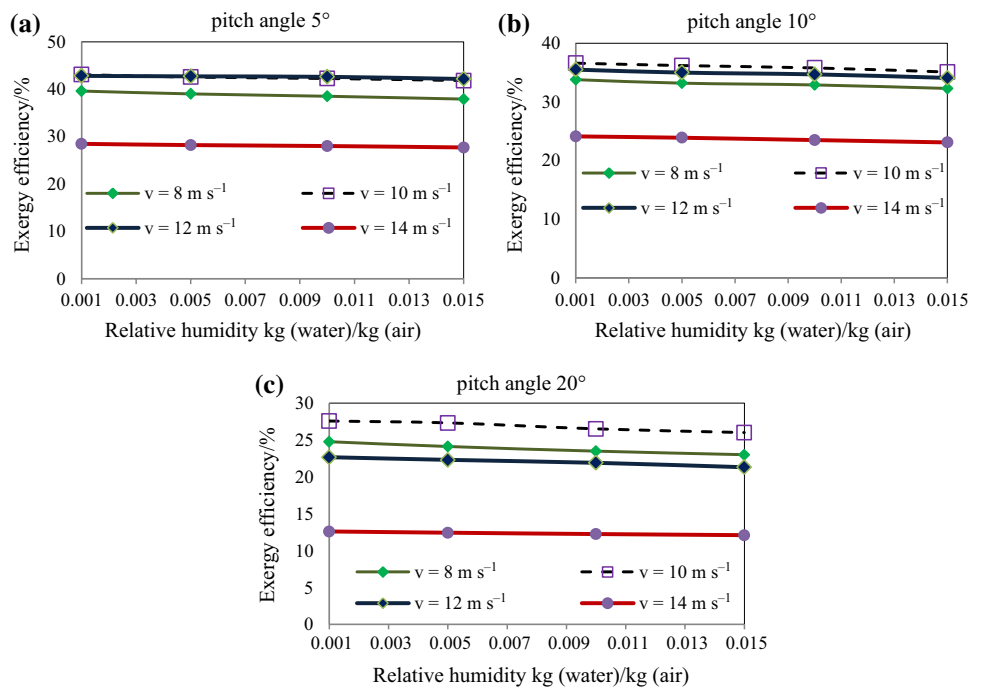 (a)
pitch angle 5°
Exergy efficiency/%
50
40
30
20
10
0
v = 8 m s⁻¹
v = 10 m s⁻¹
v = 12 m s⁻¹
v = 14 m s⁻¹
0.001 0.003 0.005 0.007 0.009 0.011 0.013 0.015
Relative humidity kg (water)/kg (air)
(b)
pitch angle 10°
Exergy efficiency/%
40
30
20
10
0
v = 8 m s⁻¹
v = 10 m s⁻¹
v = 12 m s⁻¹
v = 14 m s⁻¹
0.001 0.003 0.005 0.007 0.009 0.011 0.013 0.015
Relative humidity kg (water)/kg (air)
(c)
pitch angle 20°
Exergy efficiency/%
30
25
20
15
10
5
0
v = 8 m s⁻¹
v = 10 m s⁻¹
v = 12 m s⁻¹
v = 14 m s⁻¹
0.001 0.003 0.005 0.007 0.009 0.011 0.013 0.015
Relative humidity kg (water)/kg (air)